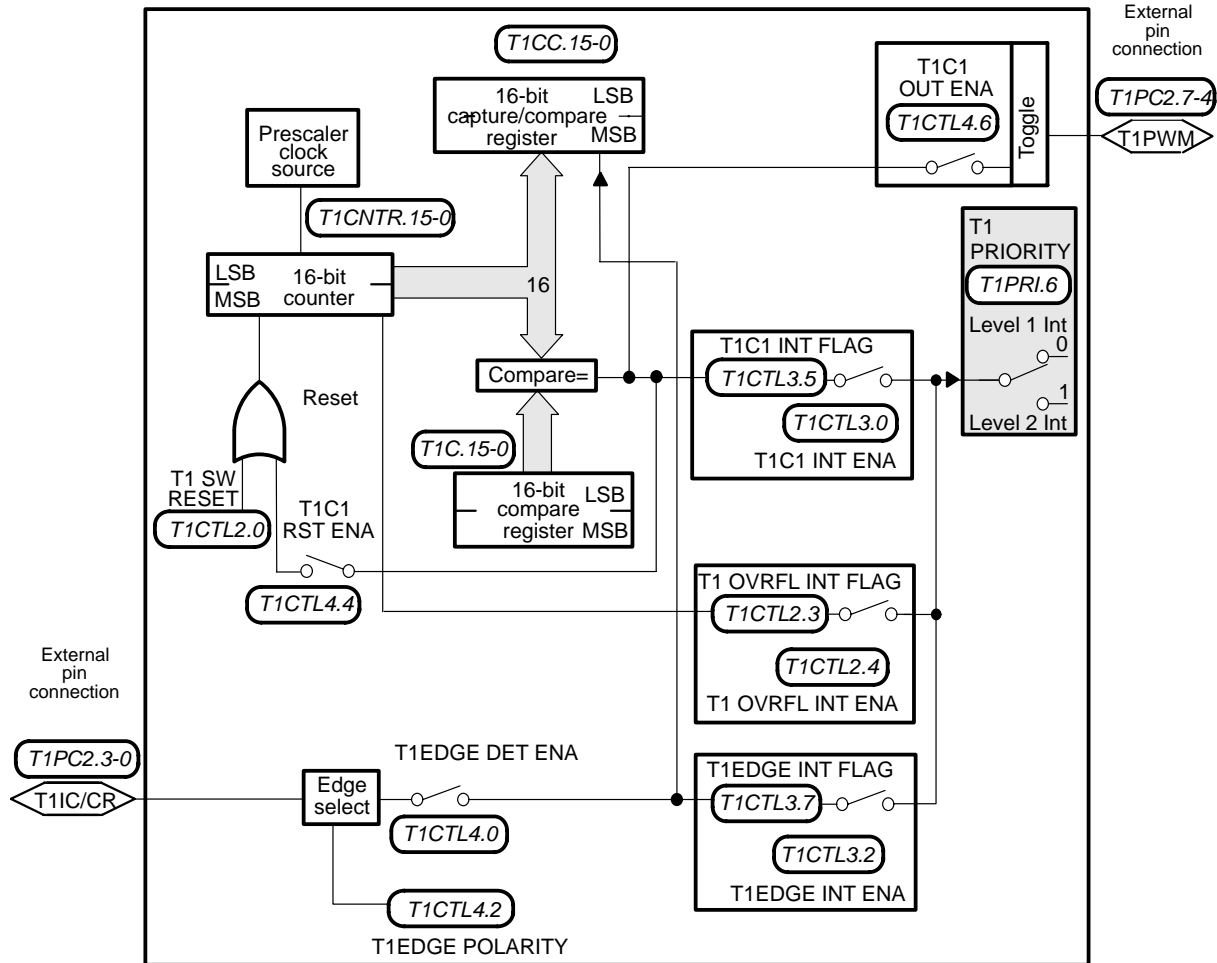 External
pin
connection
T1PC2.7-4
T1PWM
T1CC.15-0
16-bit
capture/compare
register
LSB
MSB
T1C1
OUT ENA
T1CTL4.6
Toggle
Prescaler
clock
source
T1CNTR.15-0
LSB
MSB
16-bit
counter
16
T1
PRIORITY
T1PRI.6
Level 1 Int
0
1
Level 2 Int
Compare=
T1C1 INT FLAG
T1CTL3.5
T1CTL3.0
T1C1 INT ENA
Reset
T1C.15-0
16-bit
compare
register
LSB
MSB
T1 SW
RESET
T1CTL2.0
T1C1
RST ENA
T1CTL4.4
T1 OVRFL INT FLAG
T1CTL2.3
T1CTL2.4
T1 OVRFL INT ENA
External
pin
connection
T1PC2.3-0
T1IC/CR
Edge
select
T1EDGE DET ENA
T1CTL4.0
T1CTL4.2
T1EDGE POLARITY
T1EDGE INT FLAG
T1CTL3.7
T1CTL3.2
T1EDGE INT ENA